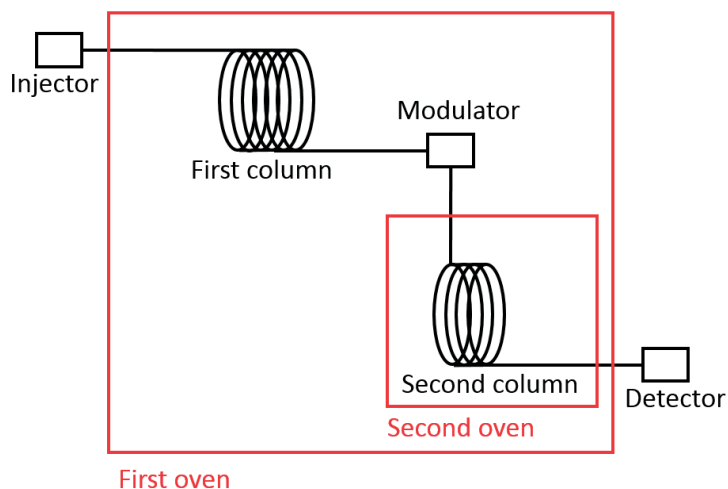 Injector
Modulator
First column
Second column
Detector
Second oven
First oven